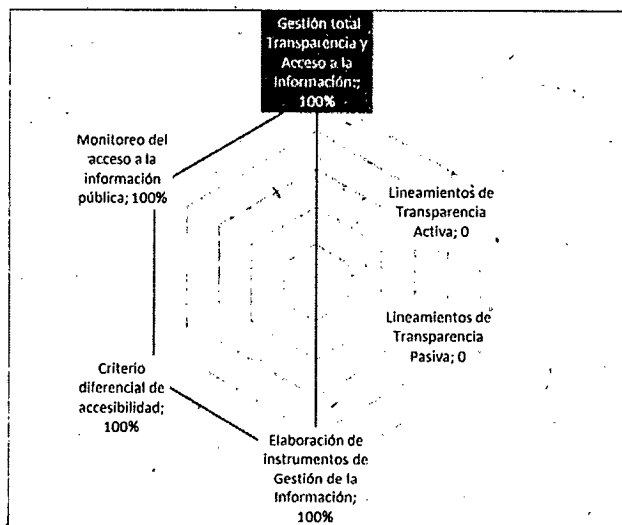 Gestión total
Transparencia y
Acceso a la
Información;
100%
Monitoreo del
acceso a la
información
pública; 100%
Lineamientos de
Transparencia
Activa; 0
Lineamientos de
Transparencia
Pasiva; 0
Criterio
diferencial de
accesibilidad;
100%
Elaboración de
instrumentos de
Gestión de la
Información;
100%